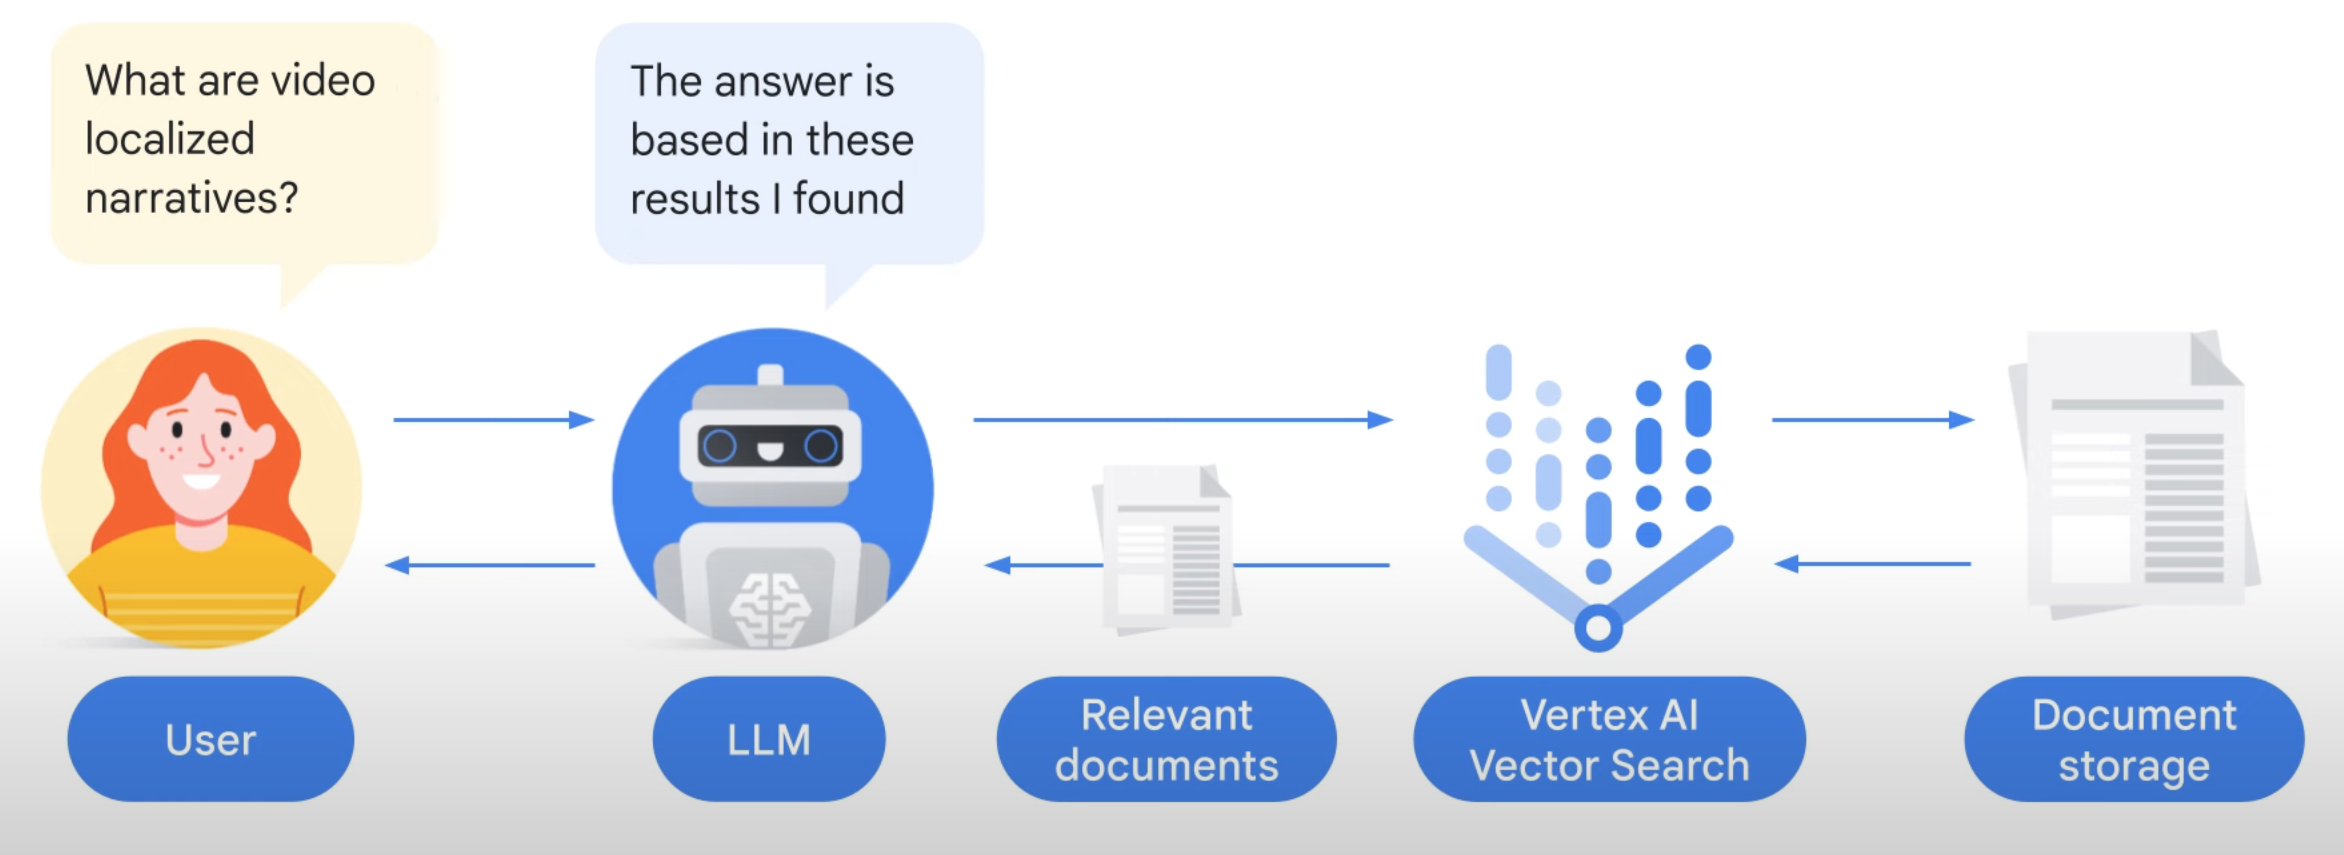 What are video
localized
narratives?
The answer is
based in these
results I found
User
LLM
Relevant
documents
Vertex AI
Vector Search
Document
storage